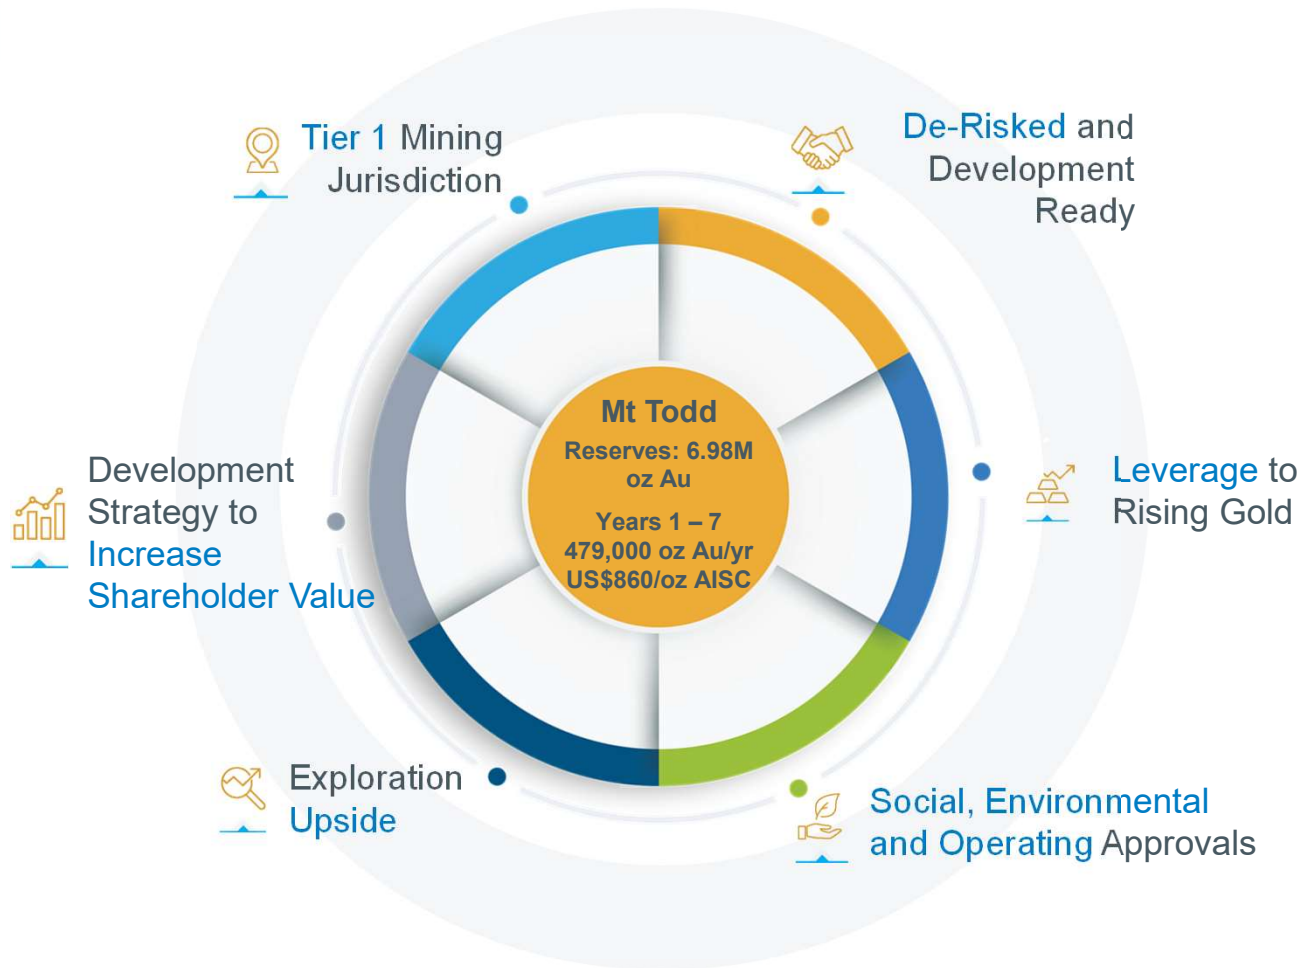 Tier 1 Mining
Jurisdiction
De-Risked and
Development
Ready
Development
Strategy to
Increase
Shareholder Value
Mt Todd
Reserves: 6.98M
oz Au
Years 1 – 7
479,000 oz Au/yr
US$860/oz AISC
Leverage to
Rising Gold
Exploration
Upside
Social, Environmental
and Operating Approvals